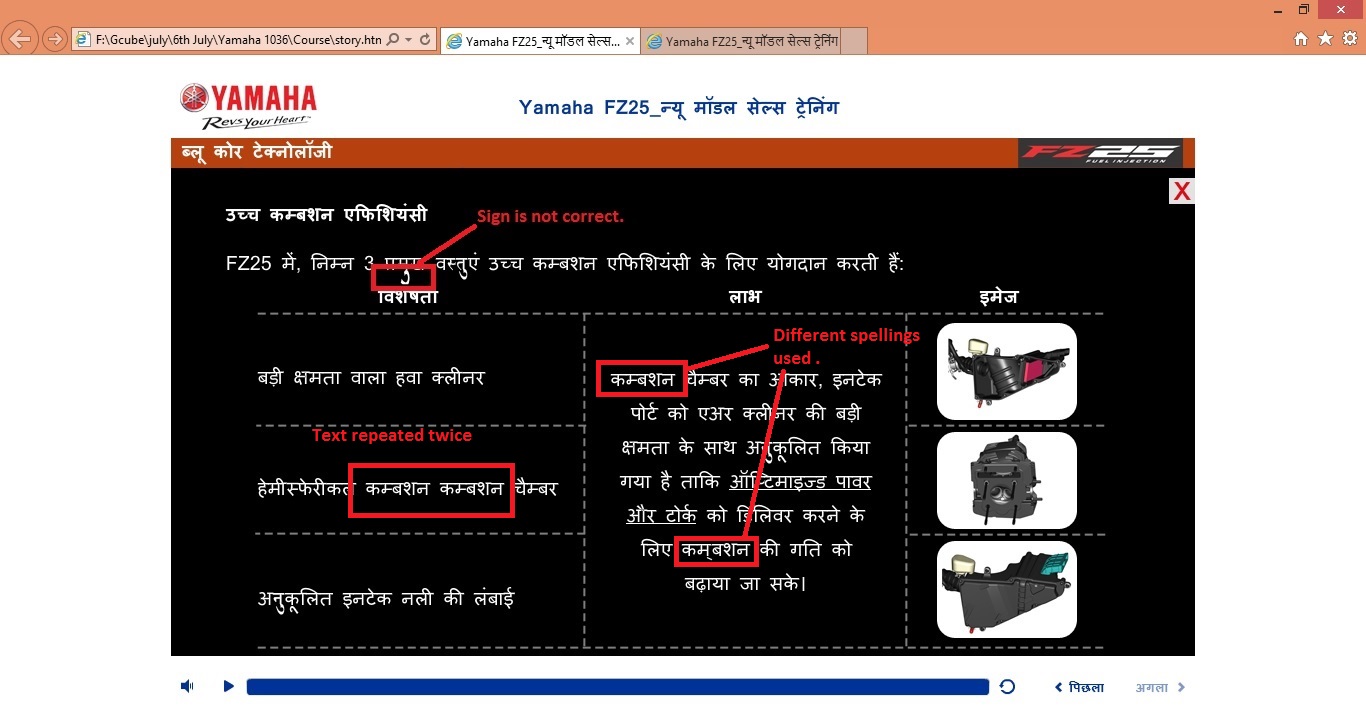 F:\Gcube\july\6th July\Yamaha 1036\Course\story.htn
Yamaha FZ25_न्यू मॉडल सेल्स...
Yamaha FZ25_न्यू मॉडल सेल्स ट्रेनिंग
YAMAHA
Revs Your Heart
Yamaha FZ25_न्यू मॉडल सेल्स ट्रेनिंग
ब्लू कोर टेक्नोलॉजी
FZ25
FUEL INJECTION
X
उच्च कम्बशन एफिशियंसी
Sign is not correct.
FZ25 में, निम्न 3 प्रमुख वस्तुएं उच्च कम्बशन एफिशियंसी के लिए योगदान करती हैं:
विशेषता
लाभ
इमेज
बड़ी क्षमता वाला हवा क्लीनर
Text repeated twice
हेमीस्फेरीकल कम्बशन कम्बशन चैम्बर
अनुकूलित इनटेक नली की लंबाई
Different spellings
used .
कम्बशन चैम्बर का आकार, इनटेक
पोर्ट को एअर क्लीनर की बड़ी
क्षमता के साथ अनुकूलित किया
गया है ताकि ऑप्टिमाइज्ड पावर
और टोर्क को डिलिवर करने के
लिए कम्‌बशन की गति को
बढ़ाया जा सके।
पिछला
अगला